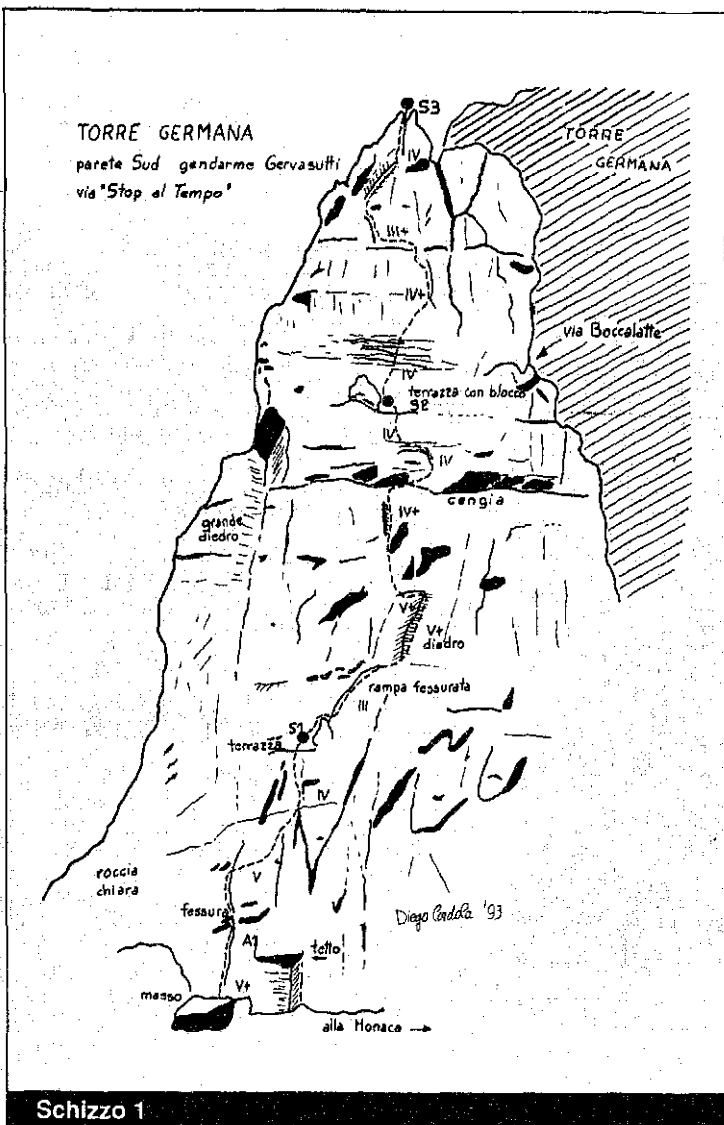 S3
TORRE GERMANA
parete Sud gendarme Gervasutti
via "Stop al Tempo"
TORRE
GERMANA
IV
III+
IV+
via Boccalatte
IV
terrazza con blocco
S2
IV
IV
cengia
grande
diedro
IV+
V+
V+
diedro
rampa fessurata
III
S1
terrazza
IV
roccia
chiara
V
fessura
Diego Cordola '93
A1
tetto
masso
V+
alla Monaca
Schizzo 1